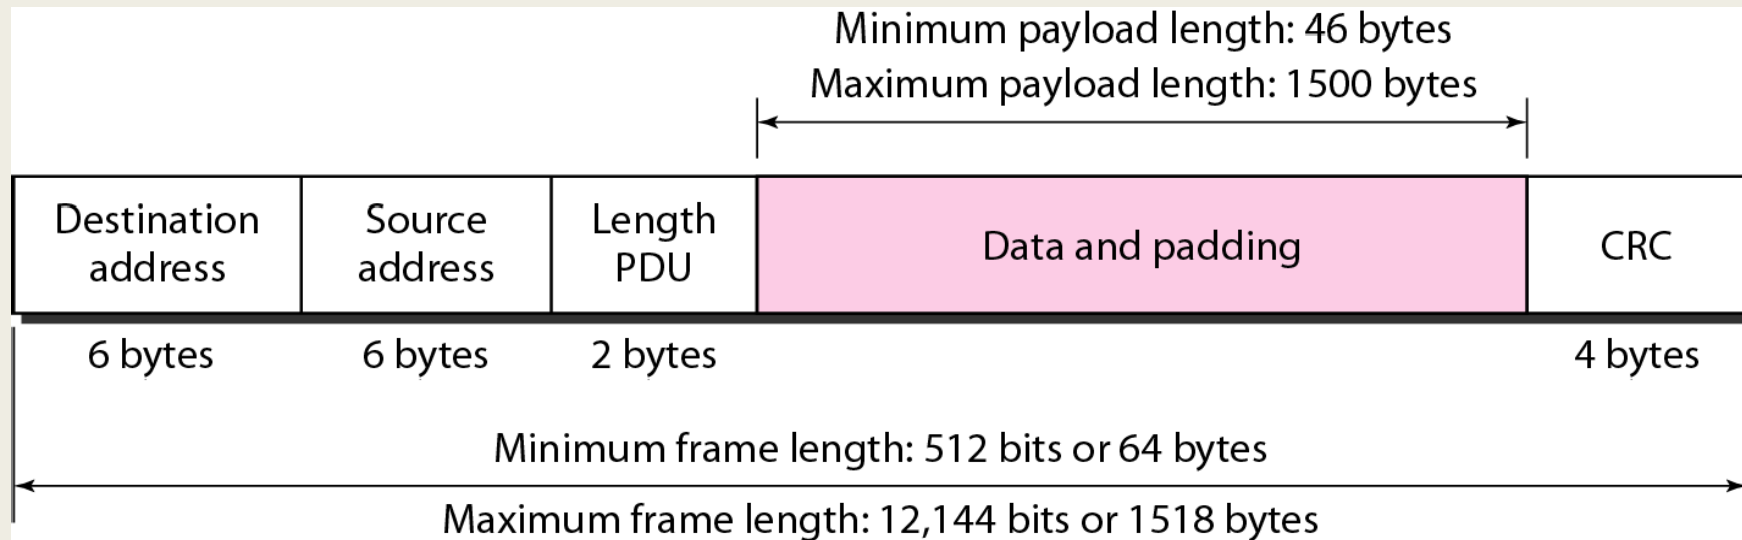 Minimum payload length: 46 bytes
Maximum payload length: 1500 bytes
Destination address
Source address
Length PDU
Data and padding
CRC
6 bytes
6 bytes
2 bytes
4 bytes
Minimum frame length: 512 bits or 64 bytes
Maximum frame length: 12,144 bits or 1518 bytes